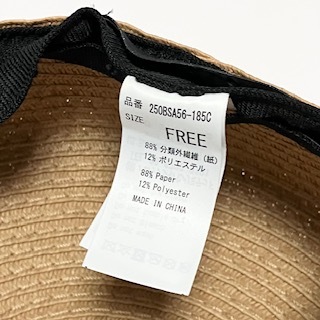 品番 250BSA56-185C
SIZE
FREE
88% 分類外繊維 (紙)
12% ポリエステル
88% Paper
12% Polyester
MADE IN CHINA